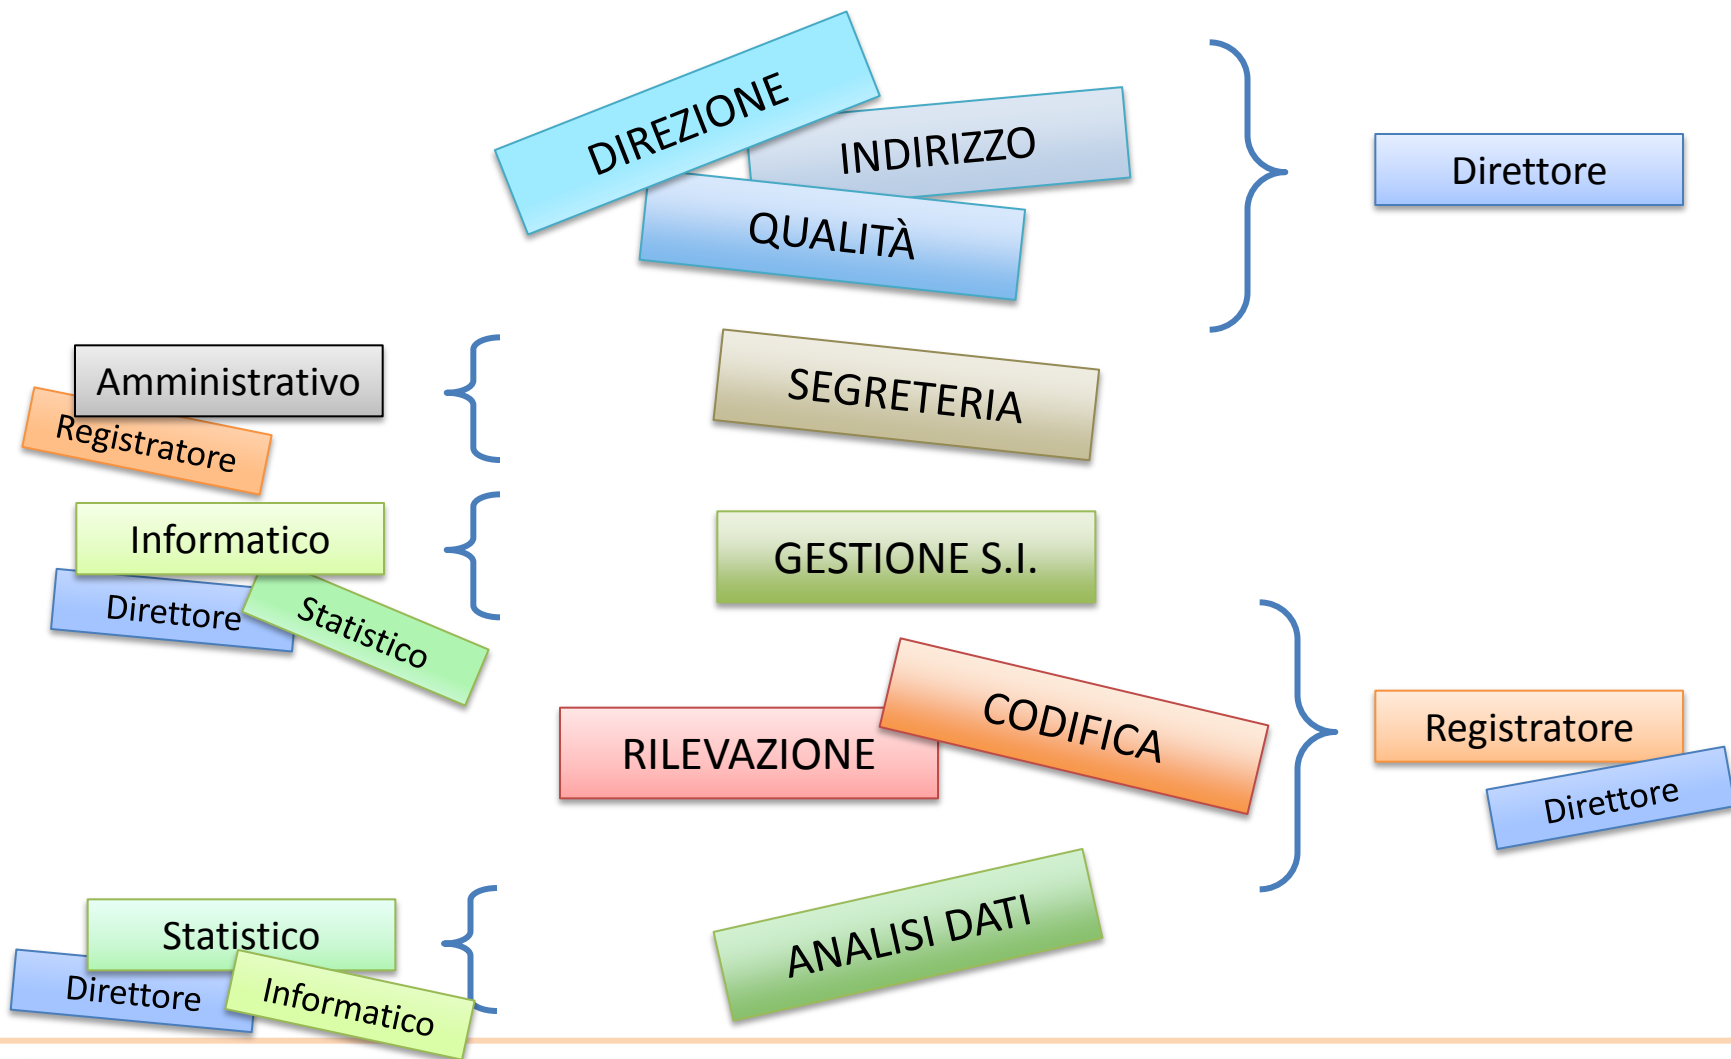 DIREZIONE
INDIRIZZO
QUALITÀ
Direttore
Amministrativo
Registratore
SEGRETERIA
Informatico
Direttore
Statistico
GESTIONE S.I.
RILEVAZIONE
CODIFICA
Registratore
Direttore
Statistico
Direttore
Informatico
ANALISI DATI